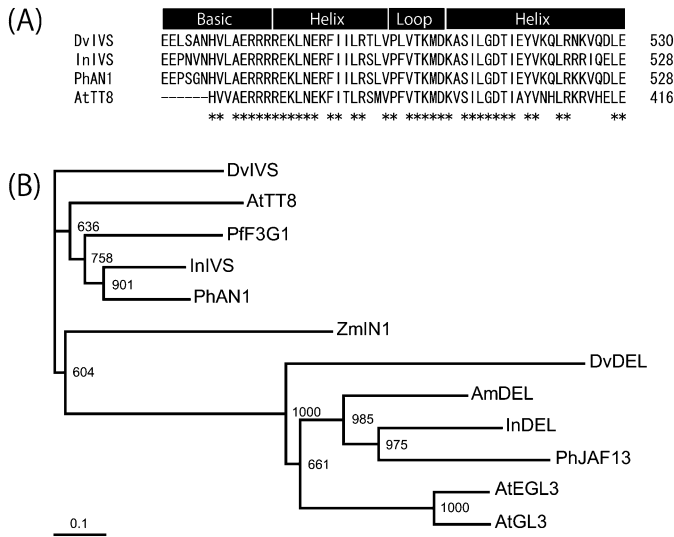 (A)
Basic Helix Loop Helix
DvIVS EELSANHVLAERRRREKLNERFIILRTLVPLVTKMDKASILGDTIEYVKQLRNKVQDLE 530
InIVS EEPNVNHVLAERRRREKLNERFIILRSLVPFVTKMDKASILGDTIEYVKQLRRRIQELE 528
PhAN1 EEPSGNHVLAERRRREKLNERFIILRSLVPFVTKMDKASILGDTIEYVKQLRKKVQDLE 528
AtTT8 ------HVVAERRRREKLNEKFITLRSMVPFVTKMDKVSILGDTIAYVNHLRKRVHELE 416
** ************ ** ** ** ****** ******* ** ** **
(B)
DvIVS
AtTT8
636
PfF3G1
758
InIVS
901
PhAN1
ZmIN1
604
DvDEL
AmDEL
1000
985
InDEL
975
PhJAF13
661
AtEGL3
1000
AtGL3
0.1